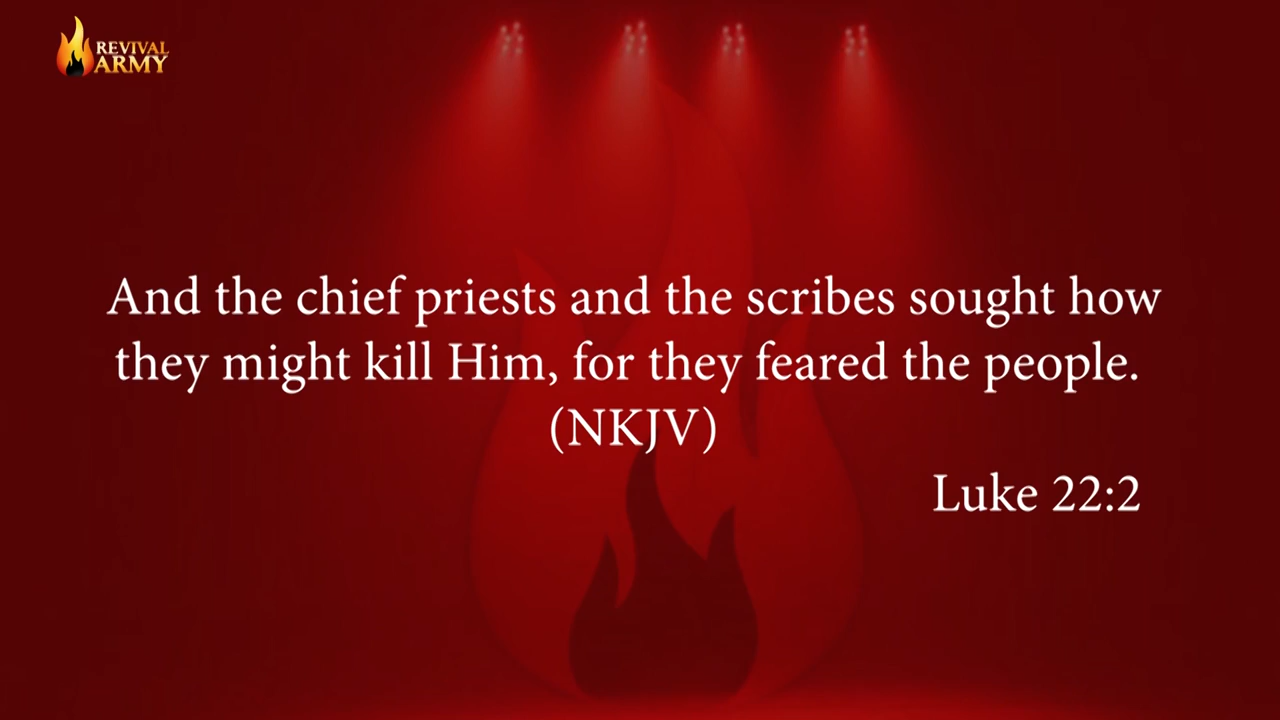 REVIVAL
ARMY
And the chief priests and the scribes sought how
they might kill Him, for they feared the people.
(NKJV)
Luke 22:2